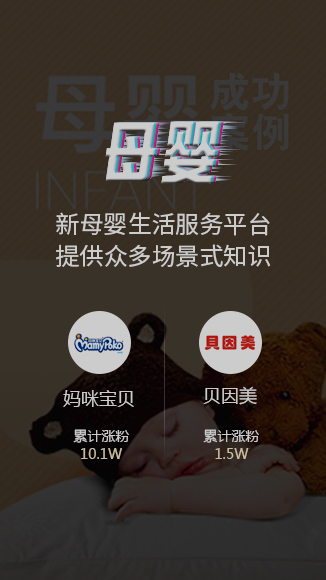 母婴成功
案例
INFANT
母婴
新母婴生活服务平台
提供众多场景式知识
MamyPoko
貝因美
妈咪宝贝
贝因美
累计涨粉
累计涨粉
10.1W
1.5W